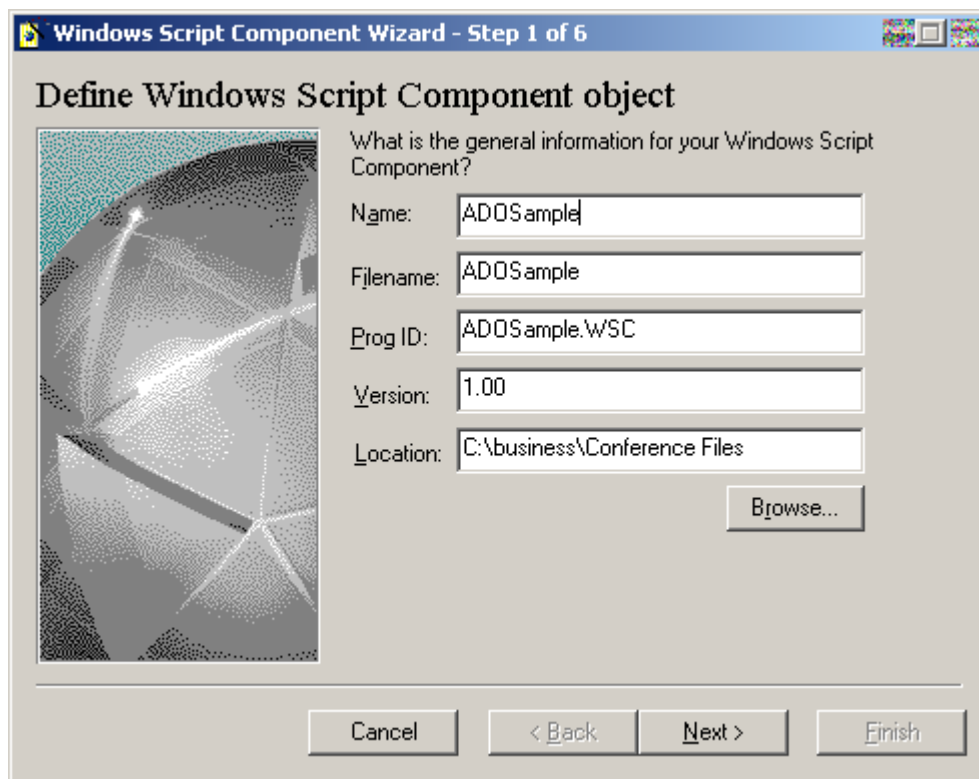 Windows Script Component Wizard - Step 1 of 6
Define Windows Script Component object
What is the general information for your Windows Script
Component?
Name: ADOSample
Filename: ADOSample
Prog ID: ADOSample.WSC
Version: 1.00
Location: C:\business\Conference Files
Browse...
Cancel < Back Next > Finish